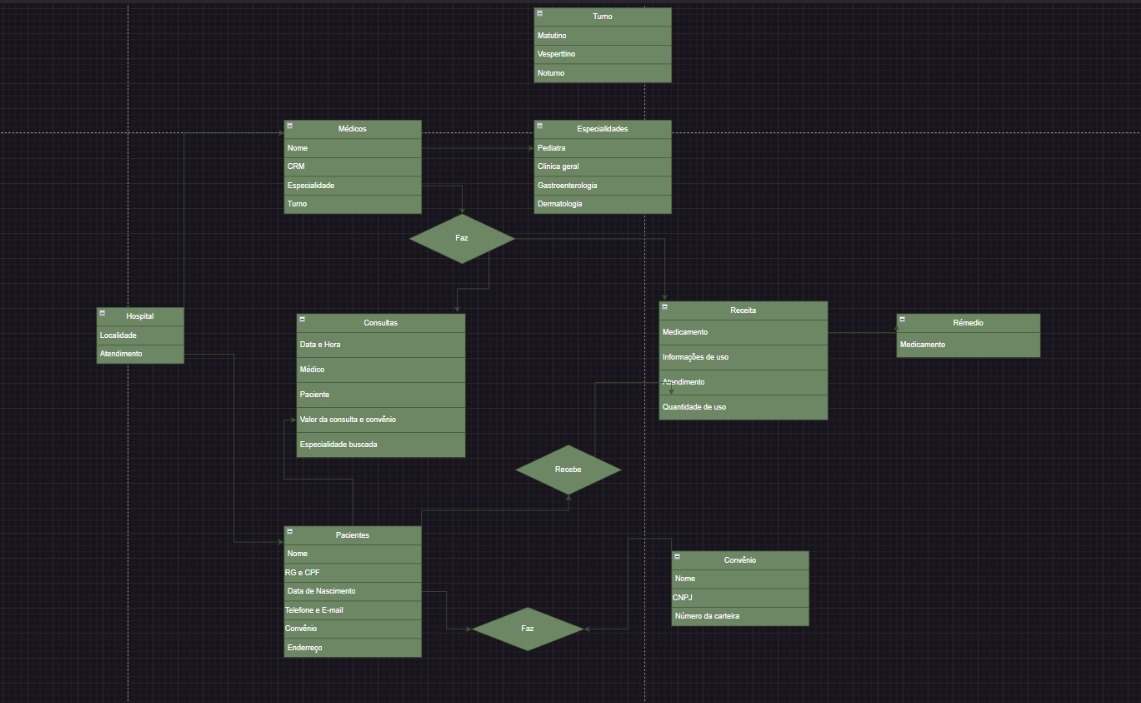 Turno
Matutino
Vesperttino
Noturno
Médicos
Nome
CRM
Especialidade
Turno
Especialidades
Pediatra
Clínica geral
Gastroenterologia
Dermatologia
Faz
Hospital
Localidade
Atendimento
Consultas
Data e Hora
Médico
Paciente
Valor da consulta e convênio
Especialidade buscada
Receita
Medicamento
Informações de uso
Atendimento
Quantidade de uso
Rémedio
Medicamento
Recebe
Pacientes
Nome
RG e CPF
Data de Nascimento
Telefone e E-mail
Convênio
Enderreço
Faz
Convênio
Nome
CNPJ
Número da carteira